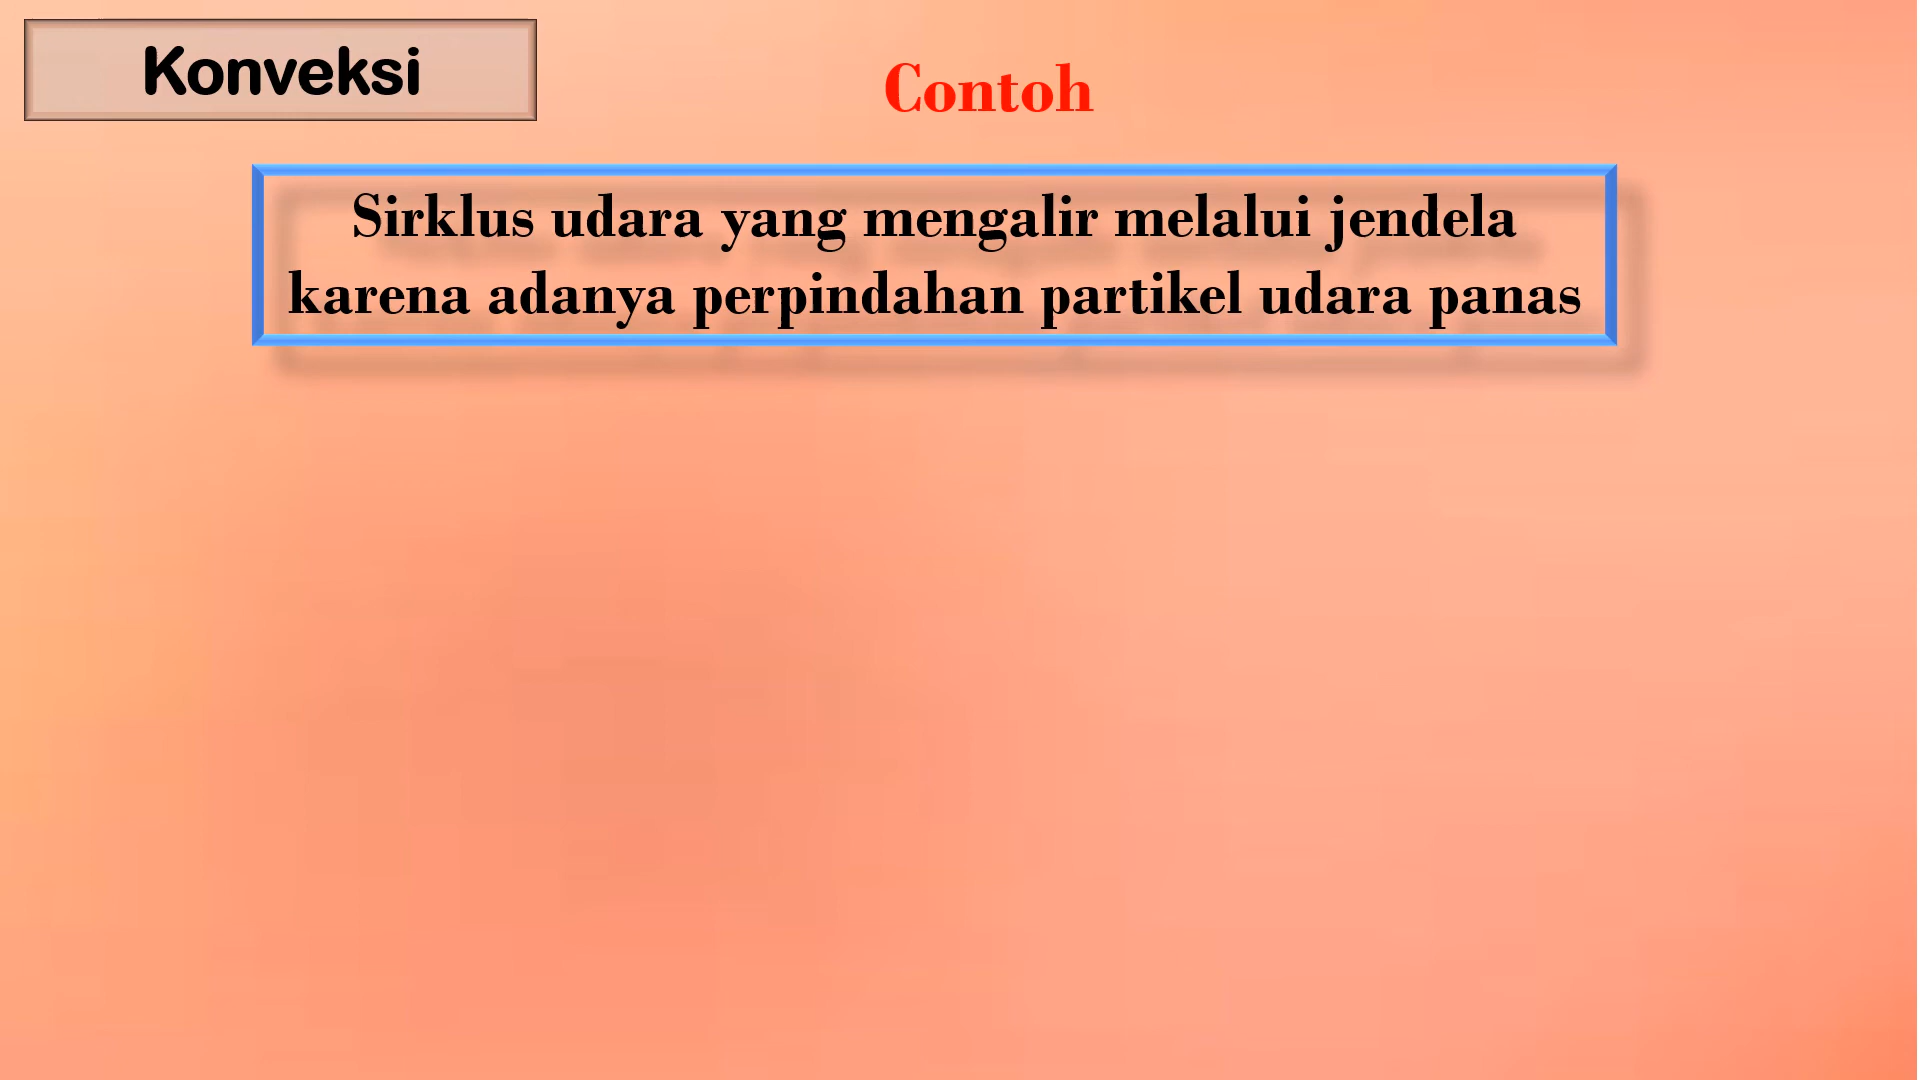 Konveksi
Contoh
Sirklus udara yang mengalir melalui jendela
karena adanya perpindahan partikel udara panas